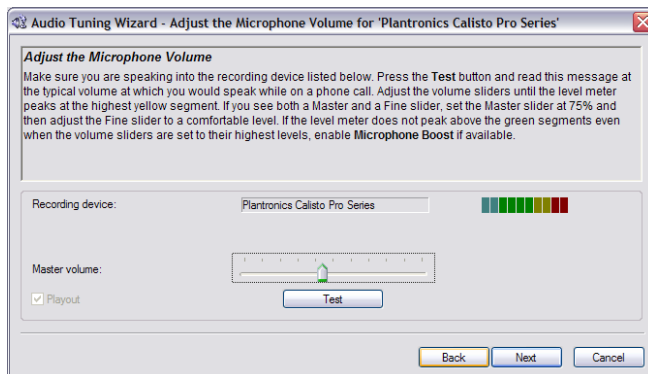 Audio Tuning Wizard - Adjust the Microphone Volume for 'Plantronics Calisto Pro Series'
Adjust the Microphone Volume
Make sure you are speaking into the recording device listed below. Press the Test button and read this message at
the typical volume at which you would speak while on a phone call. Adjust the volume sliders until the level meter
peaks at the highest yellow segment. If you see both a Master and a Fine slider, set the Master slider at 75% and
then adjust the Fine slider to a comfortable level. If the level meter does not peak above the green segments even
when the volume sliders are set to their highest levels, enable Microphone Boost if available.
Recording device: Plantronics Calisto Pro Series
Master volume:
Playout Test
Back Next Cancel